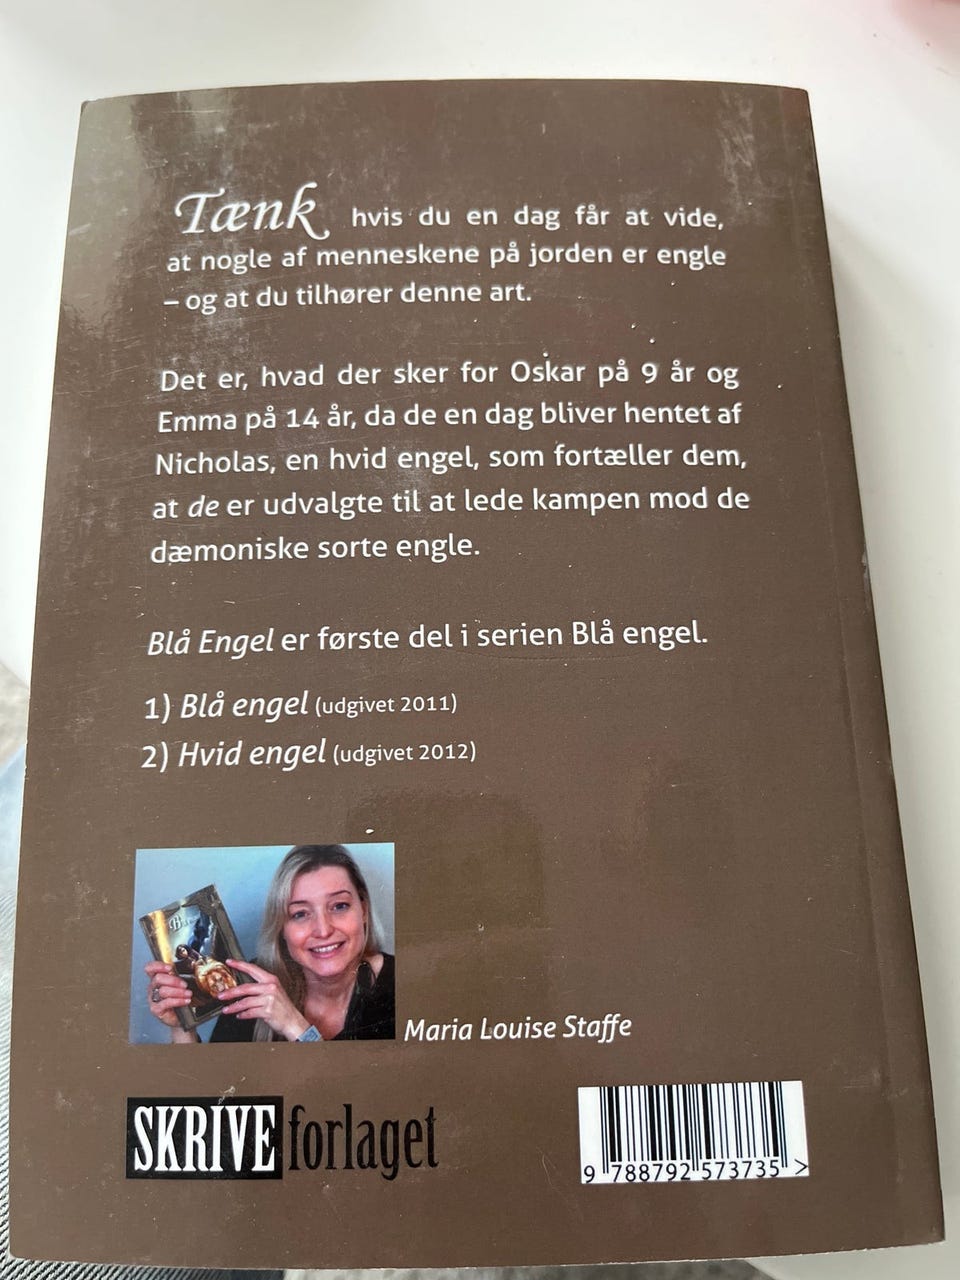 Tænk hvis du en dag får at vide,
at nogle af menneskene på jorden er engle
– og at du tilhører denne art.
Det er, hvad der sker for Oskar på 9 år og
Emma på 14 år, da de en dag bliver hentet af
Nicholas, en hvid engel, som fortæller dem,
at de er udvalgte til at lede kampen mod de
dæmoniske sorte engle.
Blå Engel er første del i serien Blå engel.
1) Blå engel (udgivet 2011)
2) Hvid engel (udgivet 2012)
Maria Louise Staffe
SKRIVEforlaget
9 788792 573735 >